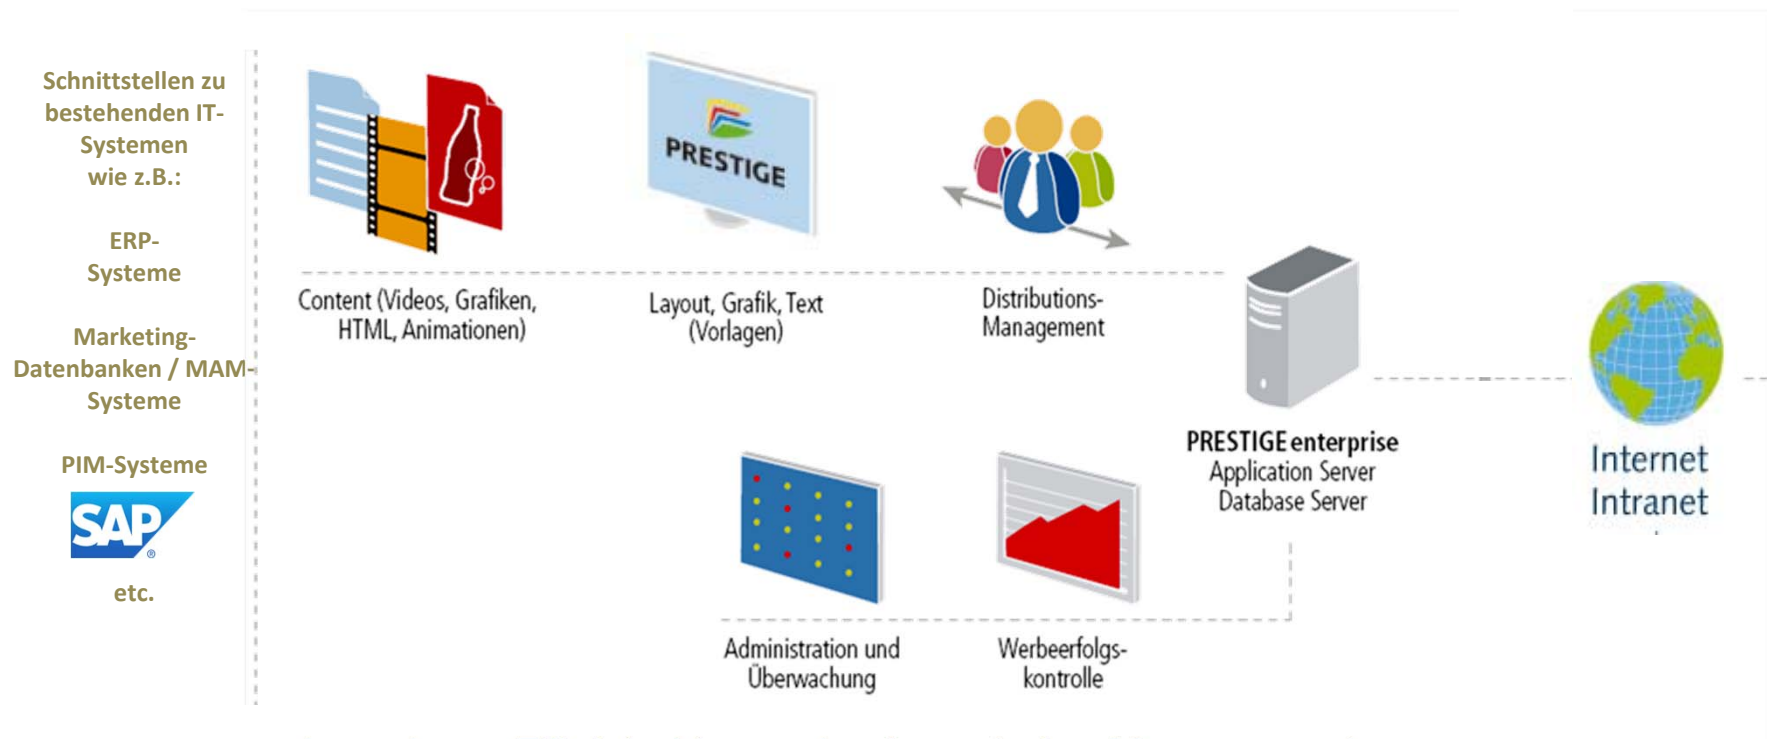 Schnittstellen zu
bestehenden IT-
Systemen
wie z.B.:
ERP-
Systeme
Marketing-
Datenbanken / MAM-
Systeme
PIM-Systeme
SAP®
etc.
PRESTIGE
Content (Videos, Grafiken,
HTML, Animationen)
Layout, Grafik, Text
(Vorlagen)
Distributions-
Management
PRESTIGE enterprise
Application Server
Database Server
Administration und
Überwachung
Werbeerfolgs-
kontrolle
Internet
Intranet